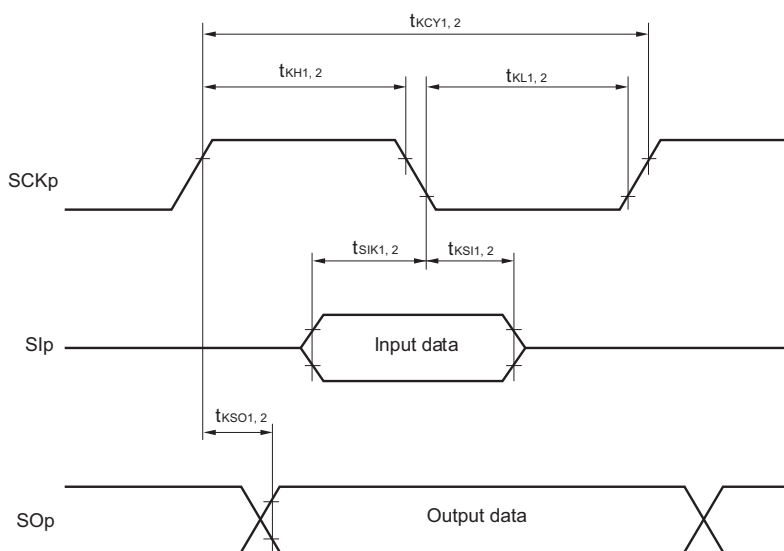 tKCY1, 2
tKH1, 2
tKL1, 2
SCKp
tSIK1, 2
tKSI1, 2
SIp
Input data
tKSO1, 2
SOp
Output data